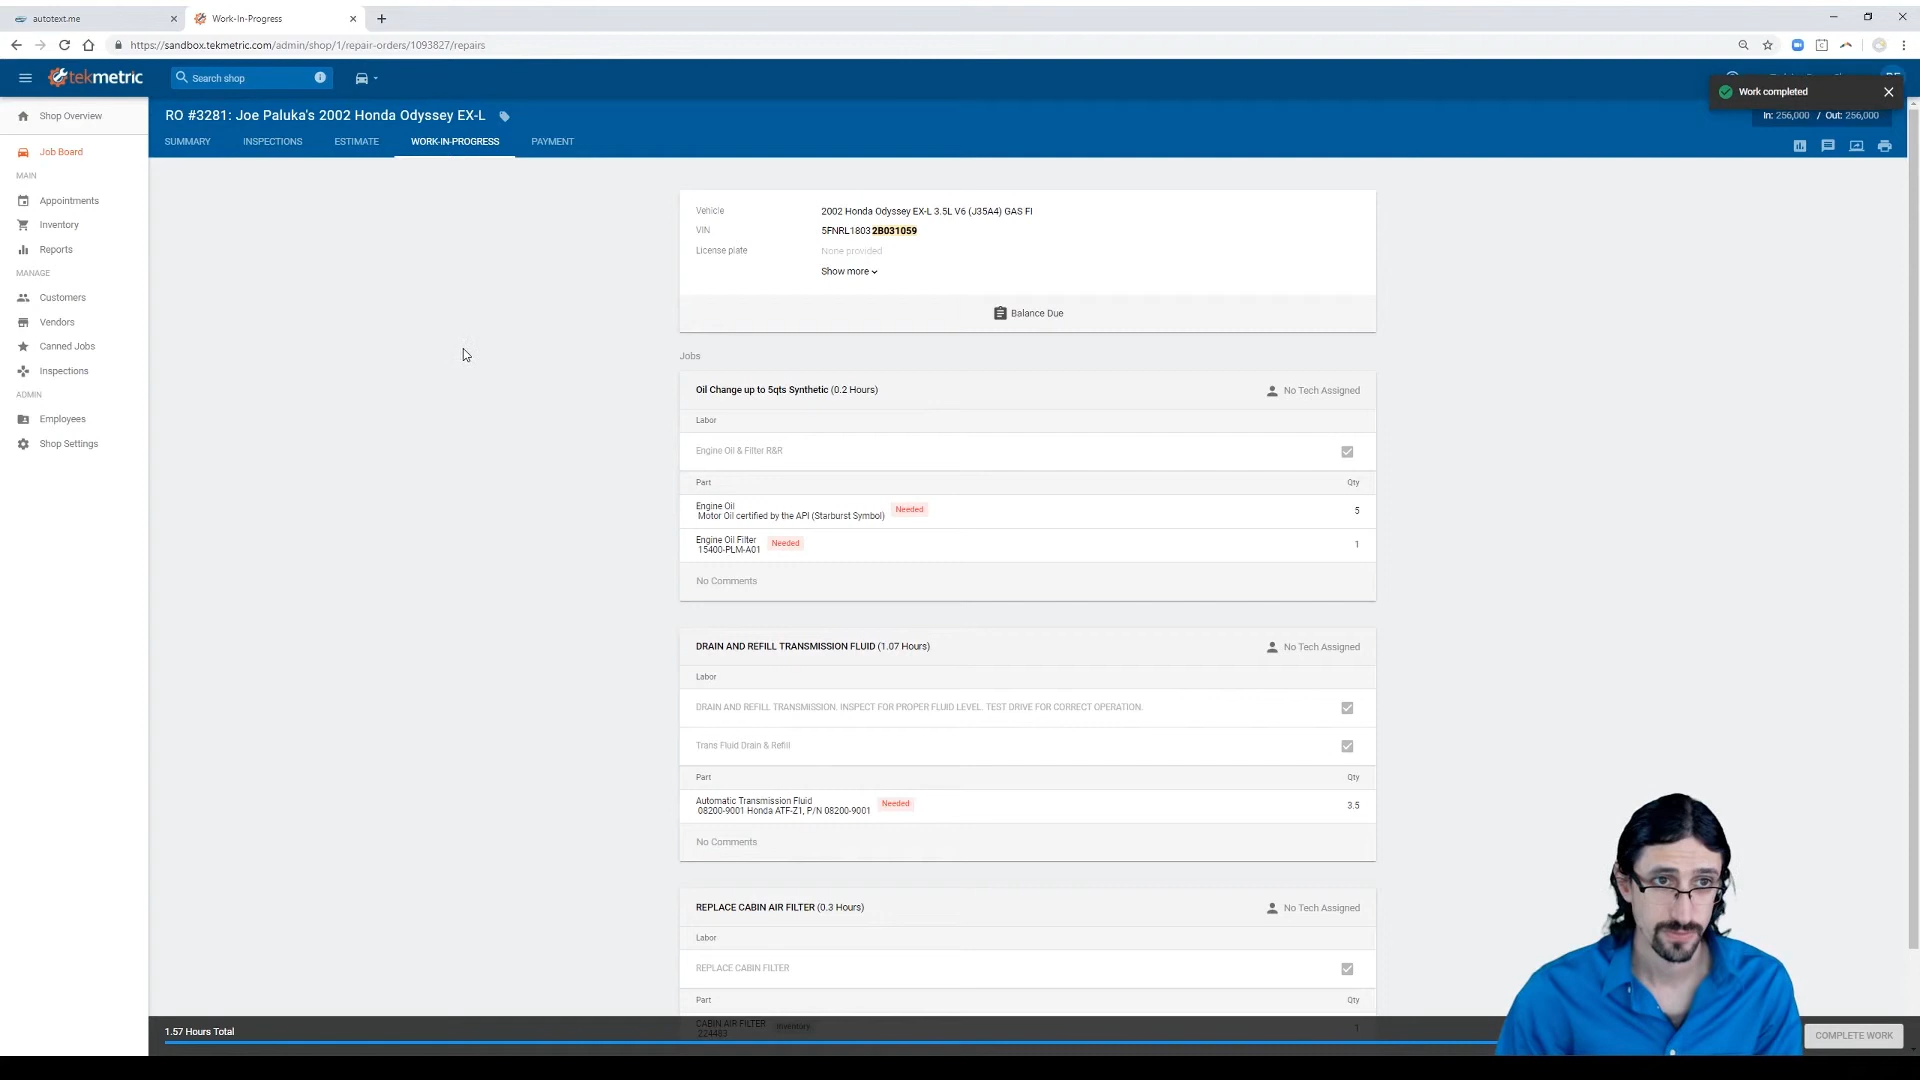 autotext.me
Work-In-Progress
https://sandbox.tekmetric.com/admin/shop/1/repair-orders/1093827/repairs
tekmetric
Search shop
Work completed
Shop Overview
RO #3281: Joe Paluka's 2002 Honda Odyssey EX-L
In: 256,000 / Out: 256,000
SUMMARY
INSPECTIONS
ESTIMATE
WORK-IN-PROGRESS
PAYMENT
Job Board
MAIN
Appointments
Inventory
Reports
MANAGE
Customers
Vendors
Canned Jobs
Inspections
ADMIN
Employees
Shop Settings
Vehicle 2002 Honda Odyssey EX-L 3.5L V6 (J35A4) GAS FI
VIN 5FNRL18032B031059
License plate None provided
Show more
Balance Due
Jobs
Oil Change up to 5qts Synthetic (0.2 Hours) No Tech Assigned
Labor
Engine Oil & Filter R&R
Part Qty
Engine Oil Needed 5
Motor Oil certified by the API (Starburst Symbol)
Engine Oil Filter Needed 1
15400-PLM-A01
No Comments
DRAIN AND REFILL TRANSMISSION FLUID (1.07 Hours) No Tech Assigned
Labor
DRAIN AND REFILL TRANSMISSION. INSPECT FOR PROPER FLUID LEVEL. TEST DRIVE FOR CORRECT OPERATION.
Trans Fluid Drain & Refill
Part Qty
Automatic Transmission Fluid Needed 3.5
08200-9001 Honda ATF-Z1, P/N 08200-9001
No Comments
REPLACE CABIN AIR FILTER (0.3 Hours) No Tech Assigned
Labor
REPLACE CABIN FILTER
Part Qty
CABIN AIR FILTER Inventory 1
224483
1.57 Hours Total
COMPLETE WORK